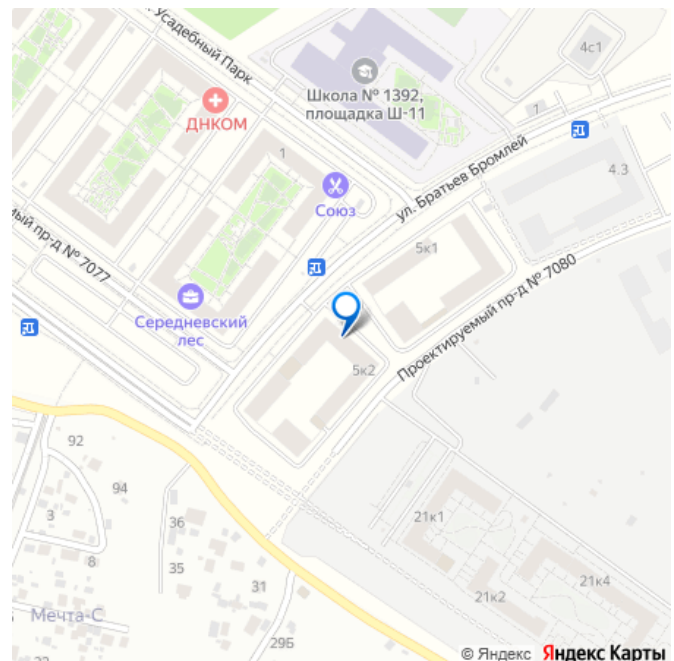 Усадебный Парк
4с1
Школа № 1392,
площадка Ш-11
ДНКОМ
1
1
ул. Братьев Бромлей
4.3
Союз
5к1
пр-д № 7077
Проектируемый пр-д № 7080
Середневский
лес
5к2
92
94
3
36
21к1
8
35
31
21к4
21к2
Мечта-С
29Б
© Яндекс Яндекс Карты